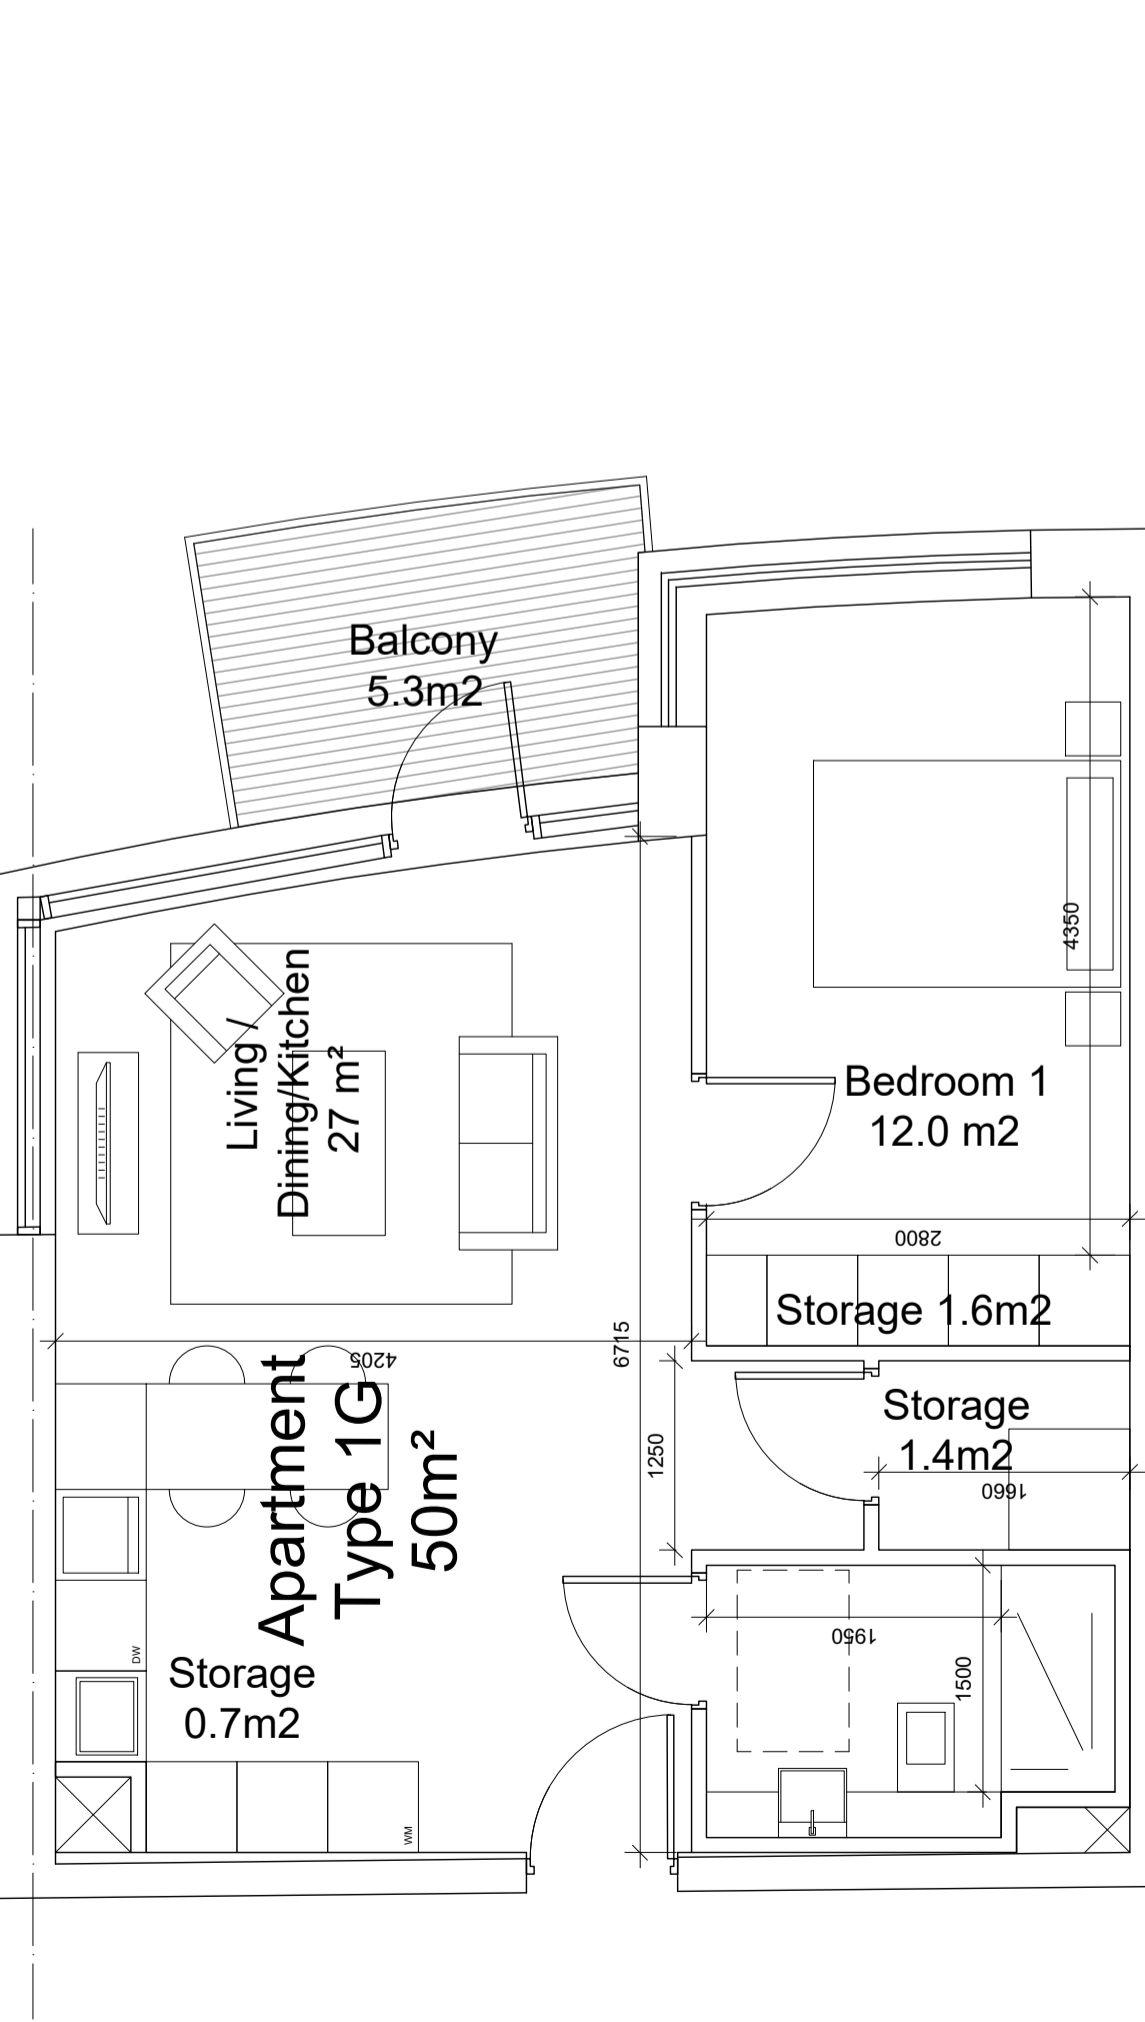 Balcony
5.3m2
4350
Living /
Dining/Kitchen
27 m²
Bedroom 1
12.0 m2
2800
Storage 1.6m2
6715
4205
Apartment
Type 1G
50m²
Storage
1.4m2
1250
1660
1950
1500
DW
Storage
0.7m2
WM